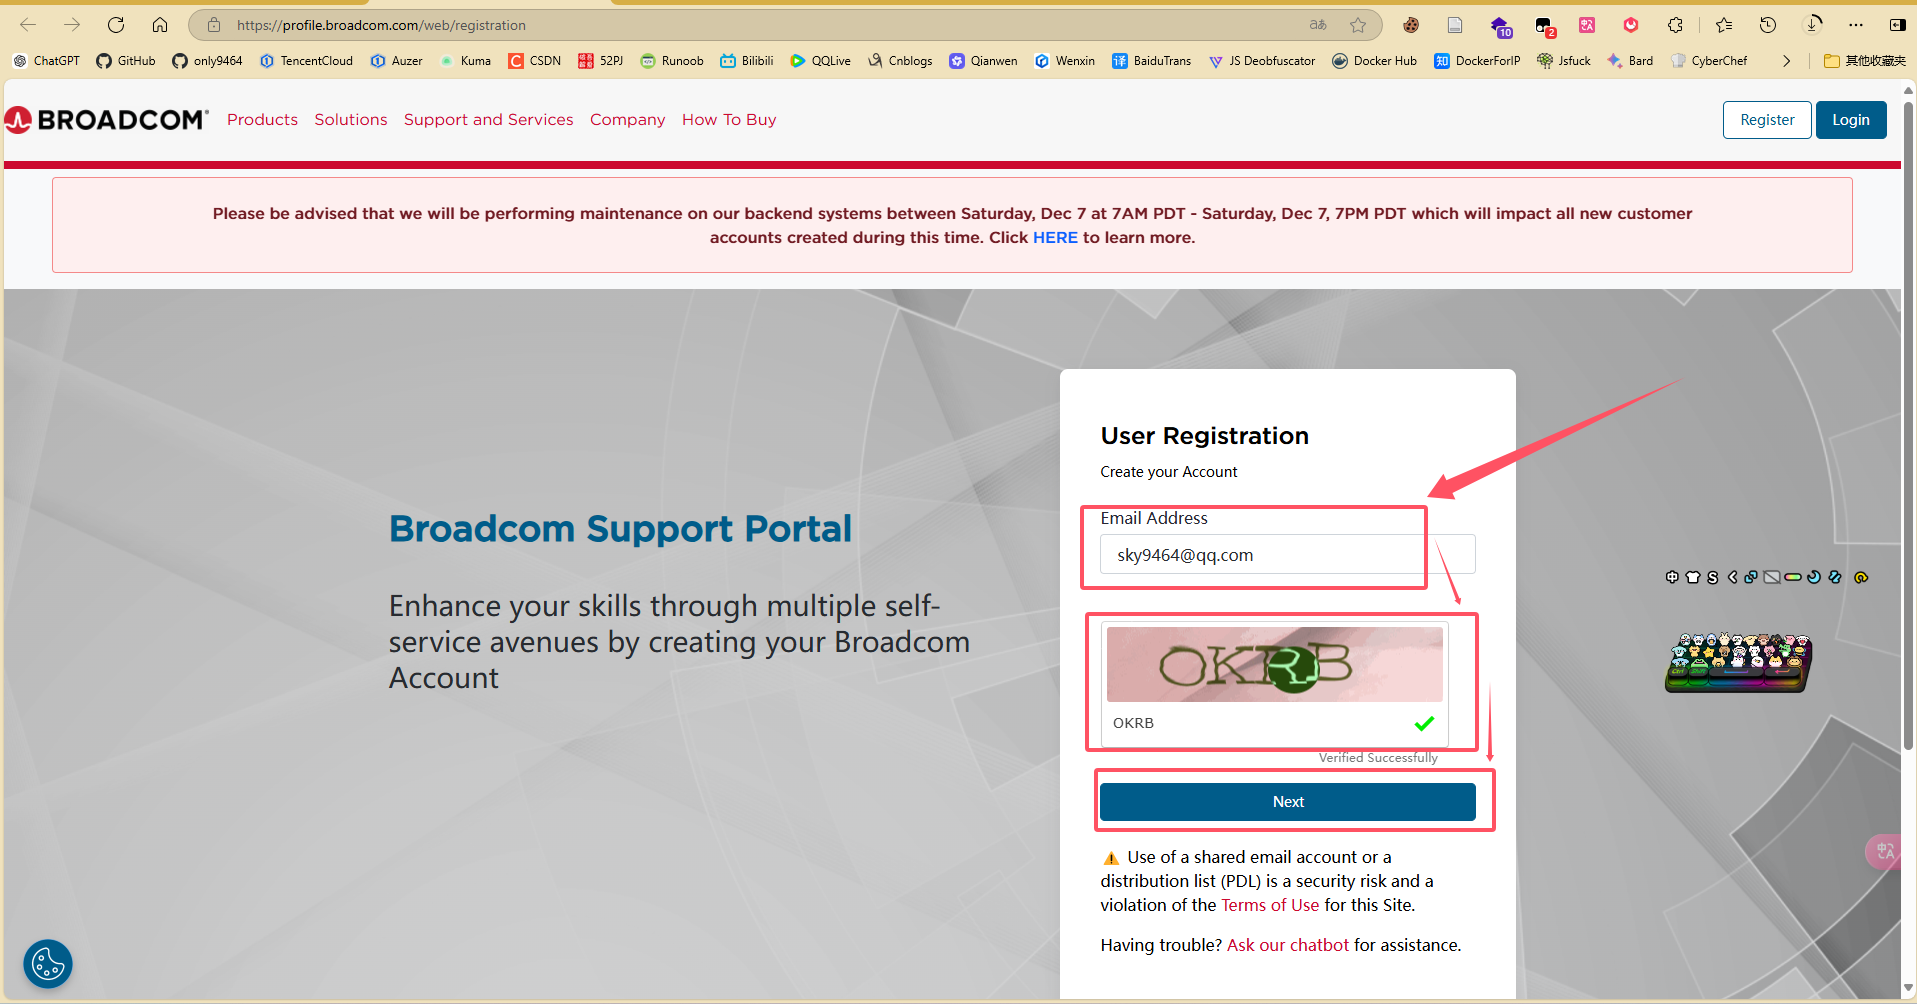 https://profile.broadcom.com/web/registration
aあ
10
2
ChatGPT GitHub only9464 TencentCloud Auzer Kuma CSDN 52PJ Runoob Bilibili QQLive Cnblogs Qianwen Wenxin BaiduTrans JS Deobfuscator Docker Hub DockerForIP Jsfuck Bard CyberChef 其他收藏夹
BROADCOM Products Solutions Support and Services Company How To Buy Register Login
Please be advised that we will be performing maintenance on our backend systems between Saturday, Dec 7 at 7AM PDT - Saturday, Dec 7, 7PM PDT which will impact all new customer
accounts created during this time. Click HERE to learn more.
Broadcom Support Portal
Enhance your skills through multiple self-
service avenues by creating your Broadcom
Account
User Registration
Create your Account
Email Address
sky9464@qq.com
OKRB
OKRB
Verified Successfully
Next
Use of a shared email account or a
distribution list (PDL) is a security risk and a
violation of the Terms of Use for this Site.
Having trouble? Ask our chatbot for assistance.